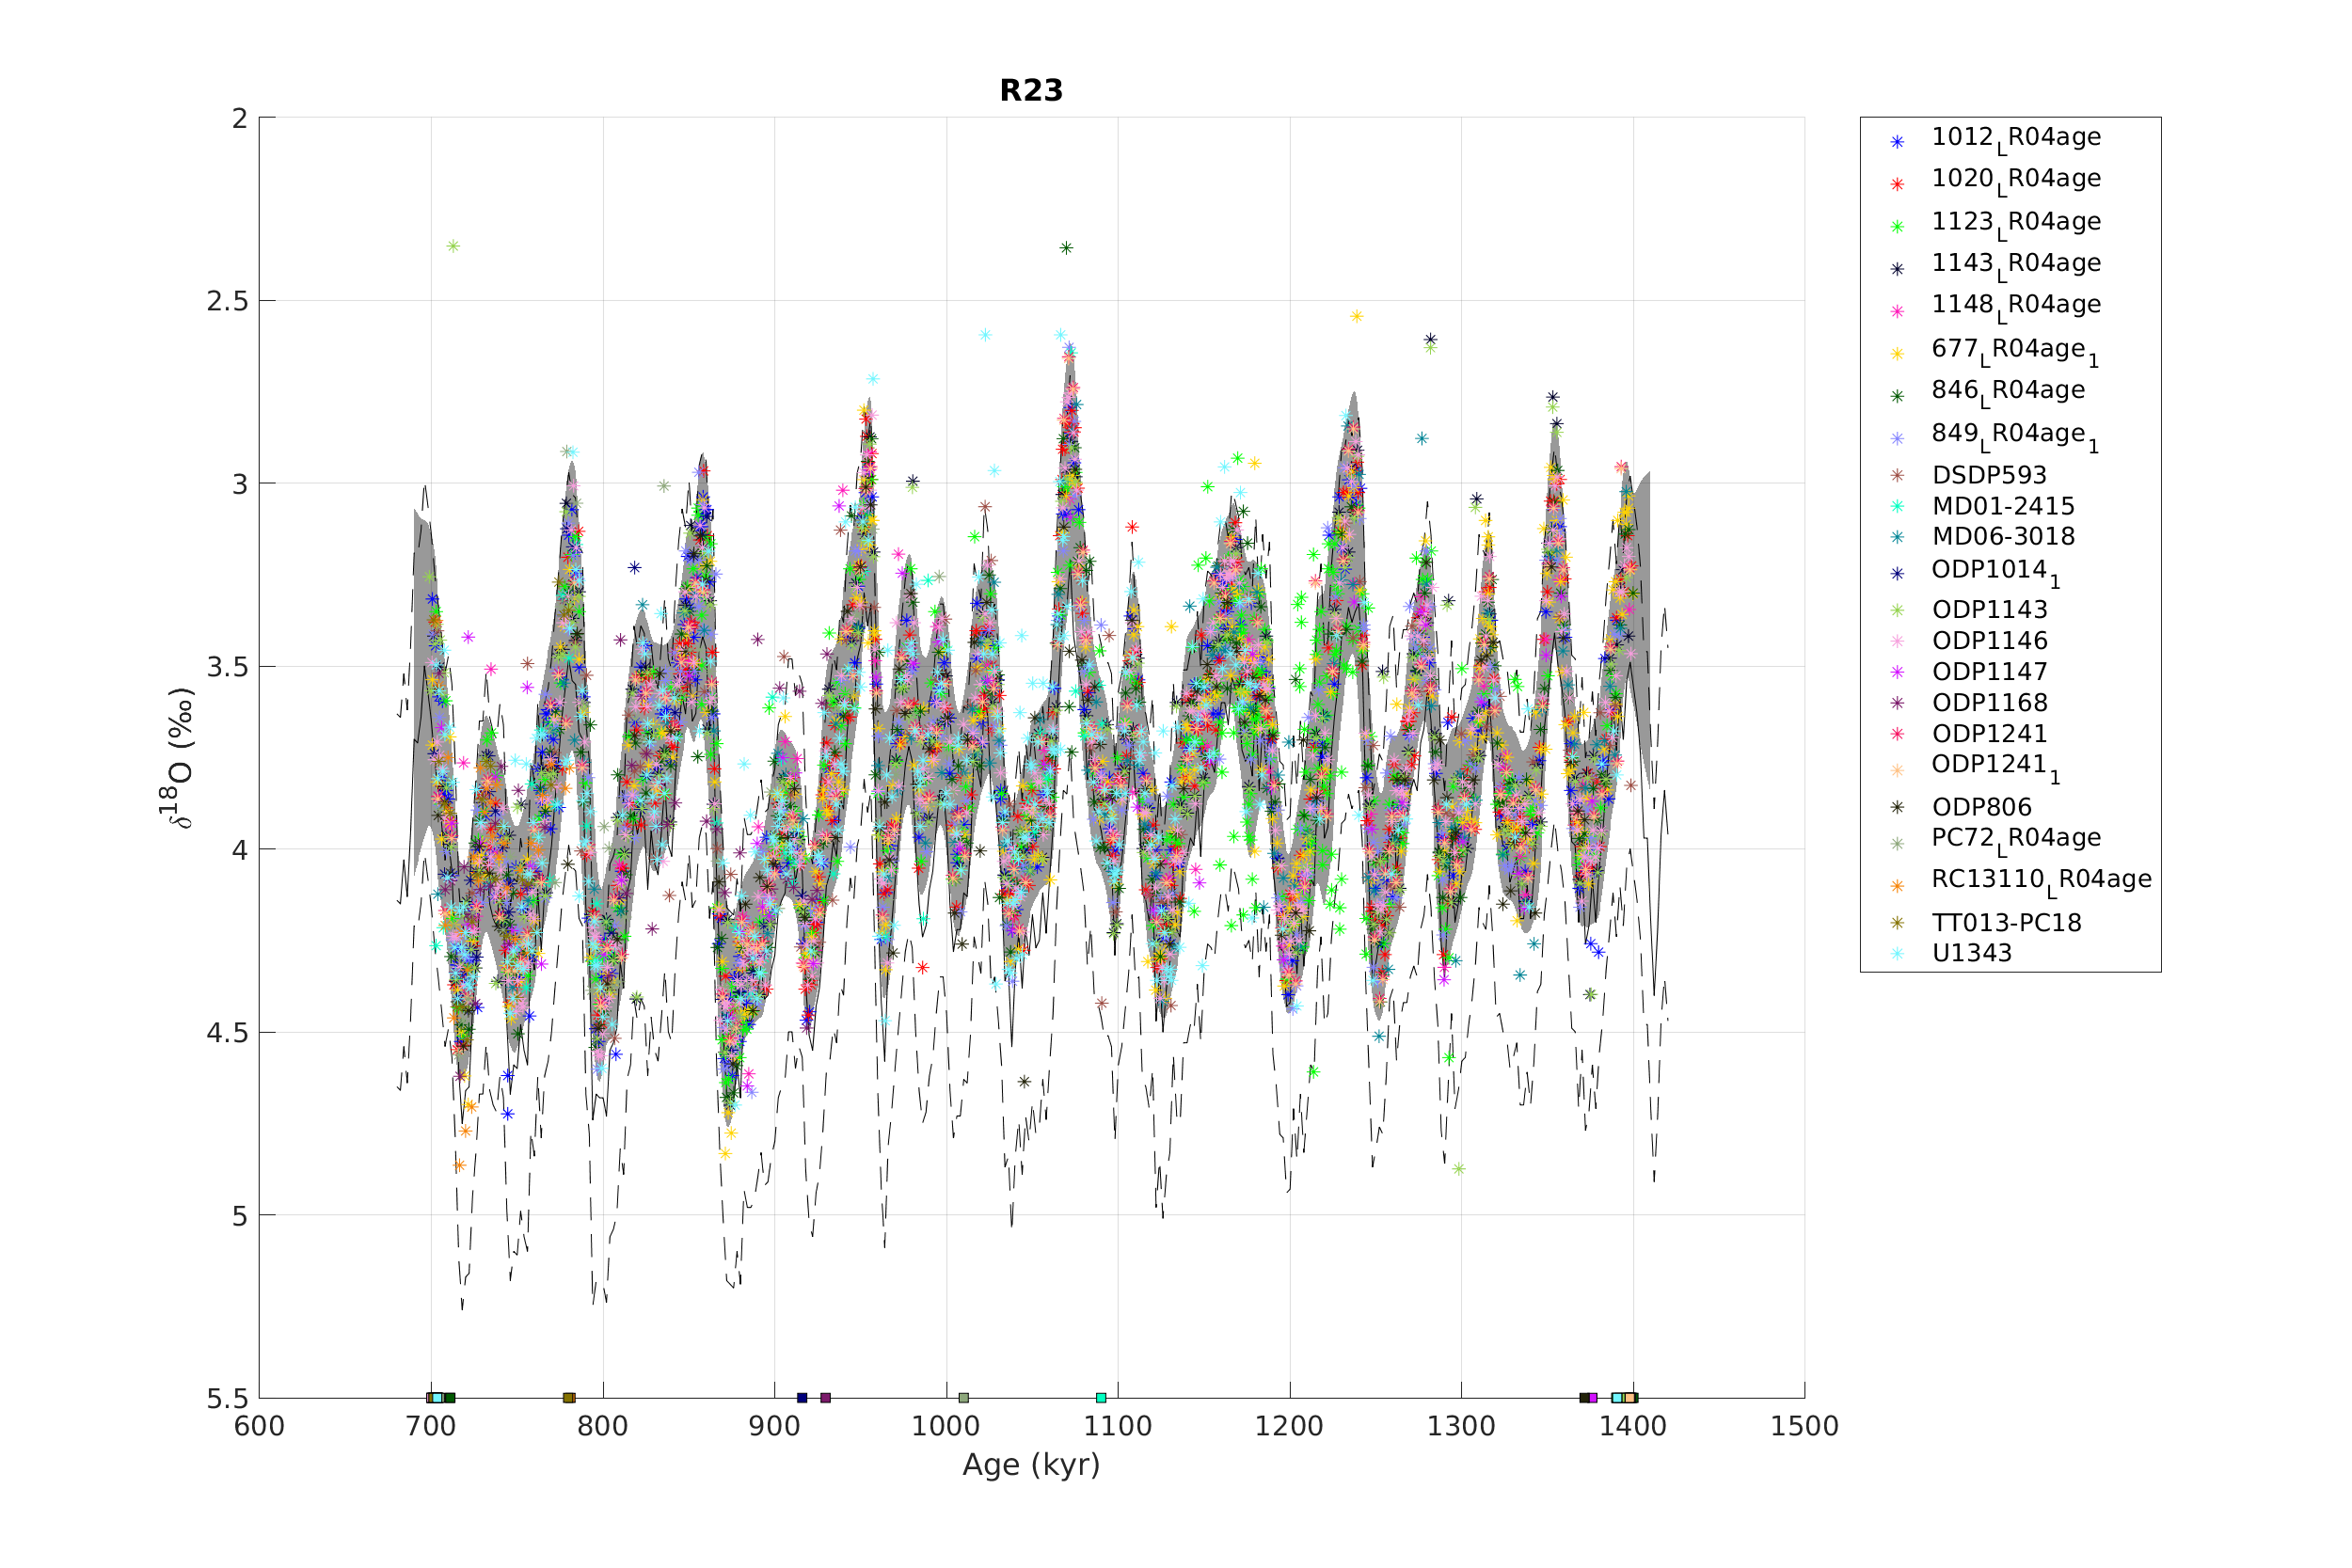 R23
2
2.5
3
3.5
4
4.5
5
5.5
δ18O (‰)
600 700 800 900 1000 1100 1200 1300 1400 1500
Age (kyr)
1012LR04age
1020LR04age
1123LR04age
1143LR04age
1148LR04age
677LR04age1
846LR04age
849LR04age1
DSDP593
MD01-2415
MD06-3018
ODP10141
ODP1143
ODP1146
ODP1147
ODP1168
ODP1241
ODP12411
ODP806
PC72LR04age
RC13110LR04age
TT013-PC18
U1343